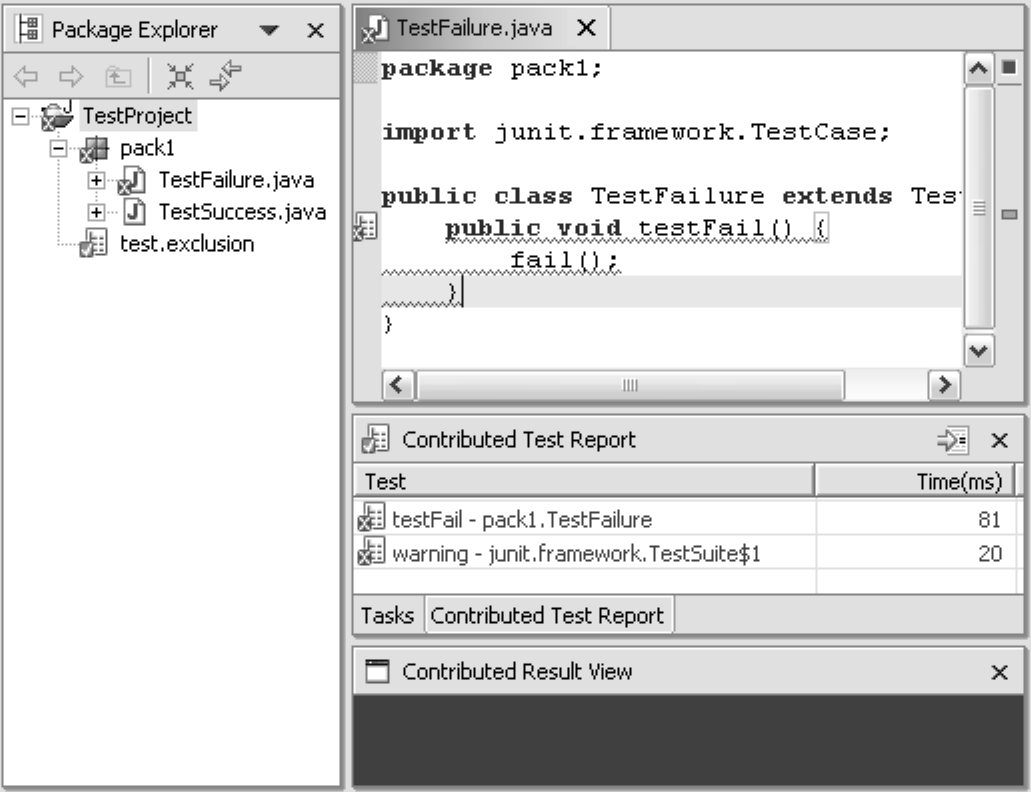 Package Explorer
TestProject
pack1
TestFailure.java
TestSuccess.java
test.exclusion
TestFailure.java
package pack1;
import junit.framework.TestCase;
public class TestFailure extends Tes
public void testFail() {
fail();
}
}
Contributed Test Report
Test Time(ms)
testFail - pack1.TestFailure 81
warning - junit.framework.TestSuite$1 20
Tasks Contributed Test Report
Contributed Result View